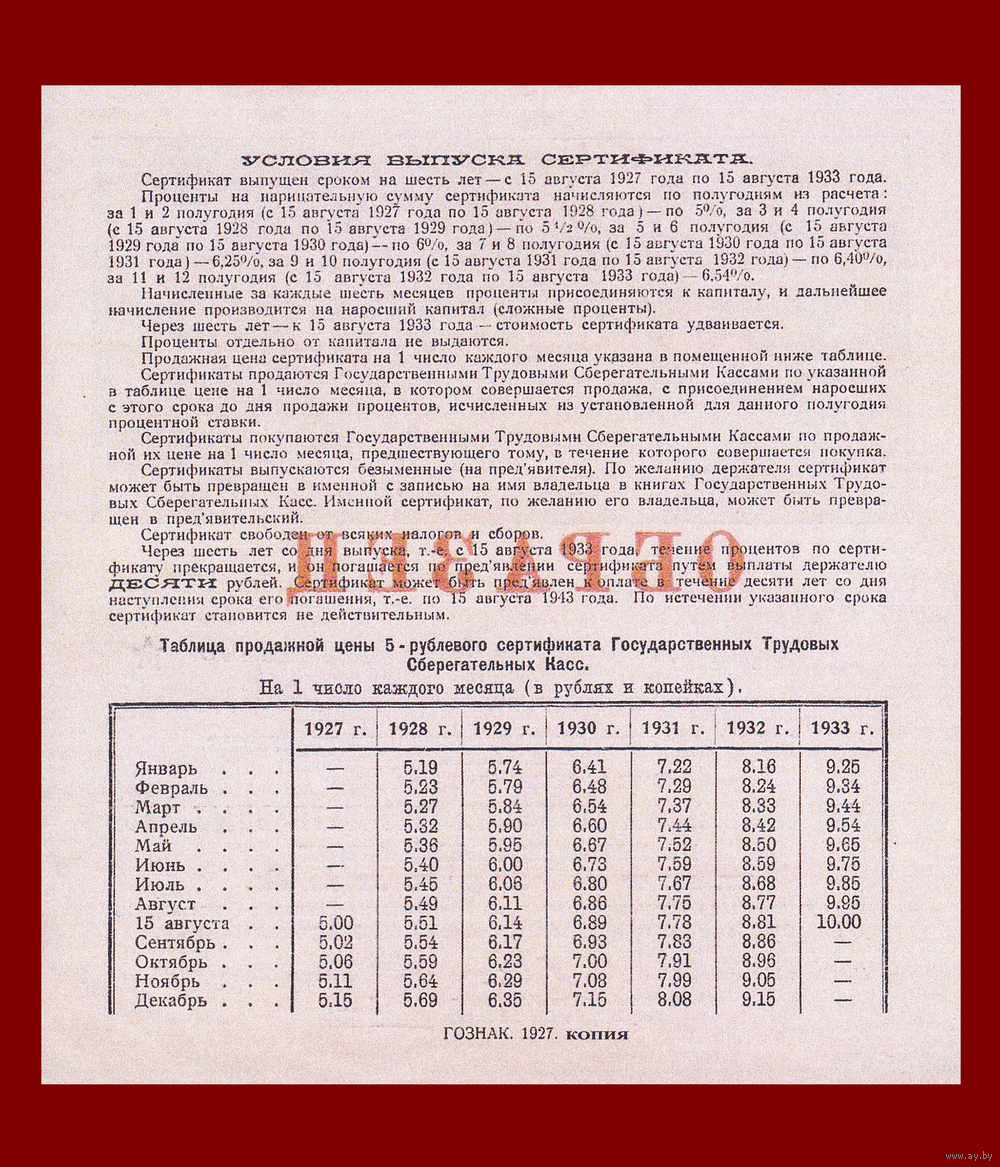 УСЛОВИЯ ВЫПУСКА СЕРТИФИКАТА.
Сертификат выпущен сроком на шесть лет — с 15 августа 1927 года по 15 августа 1933 года.
Проценты на нарицательную сумму сертификата начисляются по полугодиям из расчета:
за 1 и 2 полугодия (с 15 августа 1927 года по 15 августа 1928 года) — по 5%, за 3 и 4 полугодия
(с 15 августа 1928 года по 15 августа 1929 года) — по 5 1/2 %, за 5 и 6 полугодия (с 15 августа
1929 года по 15 августа 1930 года) — по 6%, за 7 и 8 полугодия (с 15 августа 1930 года по 15 августа
1931 года) — 6,25%, за 9 и 10 полугодия (с 15 августа 1931 года по 15 августа 1932 года) — по 6,40%,
за 11 и 12 полугодия (с 15 августа 1932 года по 15 августа 1933 года) — 6,54%.
Начисленные за каждые шесть месяцев проценты присоединяются к капиталу, и дальнейшее
начисление производится на наросший капитал (сложные проценты).
Через шесть лет — к 15 августа 1933 года — стоимость сертификата удваивается.
Проценты отдельно от капитала не выдаются.
Продажная цена сертификата на 1 число каждого месяца указана в помещенной ниже таблице.
Сертификаты продаются Государственными Трудовыми Сберегательными Кассами по указанной
в таблице цене на 1 число месяца, в котором совершается продажа, с присоединением наросших
с этого срока до дня продажи процентов, исчисленных из установленной для данного полугодия
процентной ставки.
Сертификаты покупаются Государственными Трудовыми Сберегательными Кассами по продаж-
ной их цене на 1 число месяца, предшествующего тому, в течение которого совершается покупка.
Сертификаты выпускаются безыменные (на пред'явителя). По желанию держателя сертификат
может быть превращен в именной с записью на имя владельца в книгах Государственных Трудо-
вых Сберегательных Касс. Именной сертификат, по желанию его владельца, может быть превра-
щен в пред'явительский.
Сертификат свободен от всяких налогов и сборов.
Через шесть лет со дня выпуска, т.-е. с 15 августа 1933 года, течение процентов по серти-
фикату прекращается, и он погашается по пред'явлении сертификата путем выплаты держателю
ДЕСЯТИ рублей. Сертификат может быть пред'явлен к оплате в течение десяти лет со дня
наступления срока его погашения, т.-е. по 15 августа 1943 года. По истечении указанного срока
сертификат становится не действительным.
Таблица продажной цены 5-рублевого сертификата Государственных Трудовых
Сберегательных Касс.
На 1 число каждого месяца (в рублях и копейках).
1927 г. 1928 г. 1929 г. 1930 г. 1931 г. 1932 г. 1933 г.
Январь . . . — 5.19 5.74 6.41 7.22 8.16 9.25
Февраль . . . — 5.23 5.79 6.48 7.29 8.24 9.34
Март . . . . — 5.27 5.84 6.54 7.37 8.33 9.44
Апрель . . . — 5.32 5.90 6.60 7.44 8.42 9.54
Май . . . . — 5.36 5.95 6.67 7.52 8.50 9.65
Июнь . . . . — 5.40 6.00 6.73 7.59 8.59 9.75
Июль . . . . — 5.45 6.06 6.80 7.67 8.68 9.85
Август . . . — 5.49 6.11 6.86 7.75 8.77 9.95
15 августа . . 5.00 5.51 6.14 6.89 7.78 8.81 10.00
Сентябрь . . . 5.02 5.54 6.17 6.93 7.83 8.86 —
Октябрь . . . 5.06 5.59 6.23 7.00 7.91 8.96 —
Ноябрь . . . 5.11 5.64 6.29 7.08 7.99 9.05 —
Декабрь . . . 5.15 5.69 6.35 7.15 8.08 9.15 —
ГОЗНАК. 1927. КОПИЯ
www.ay.by